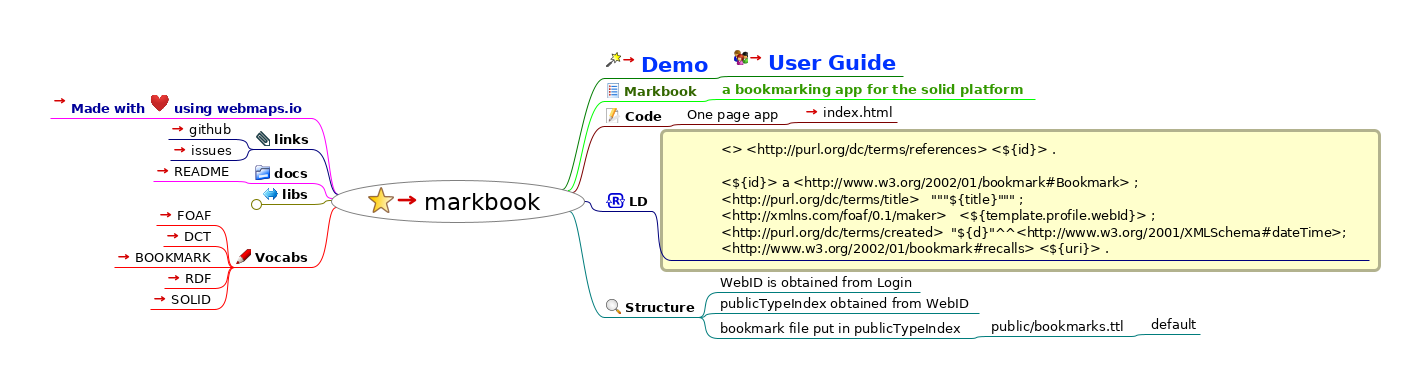 Demo
User Guide
Markbook
a bookmarking app for the solid platform
Code
One page app
index.html
LD
<> <http://purl.org/dc/terms/references> <${id}> .
<${id}> a <http://www.w3.org/2002/01/bookmark#Bookmark> ;
<http://purl.org/dc/terms/title>   """${title}""" ;
<http://xmlns.com/foaf/0.1/maker>   <${template.profile.webId}> ;
<http://purl.org/dc/terms/created>  "${d}"^^<http://www.w3.org/2001/XMLSchema#dateTime>;
<http://www.w3.org/2002/01/bookmark#recalls> <${uri}> .
Structure
WebID is obtained from Login
publicTypeIndex obtained from WebID
bookmark file put in publicTypeIndex
public/bookmarks.ttl
default
markbook
Made with ❤ using webmaps.io
links
github
issues
docs
README
libs
Vocabs
FOAF
DCT
BOOKMARK
RDF
SOLID